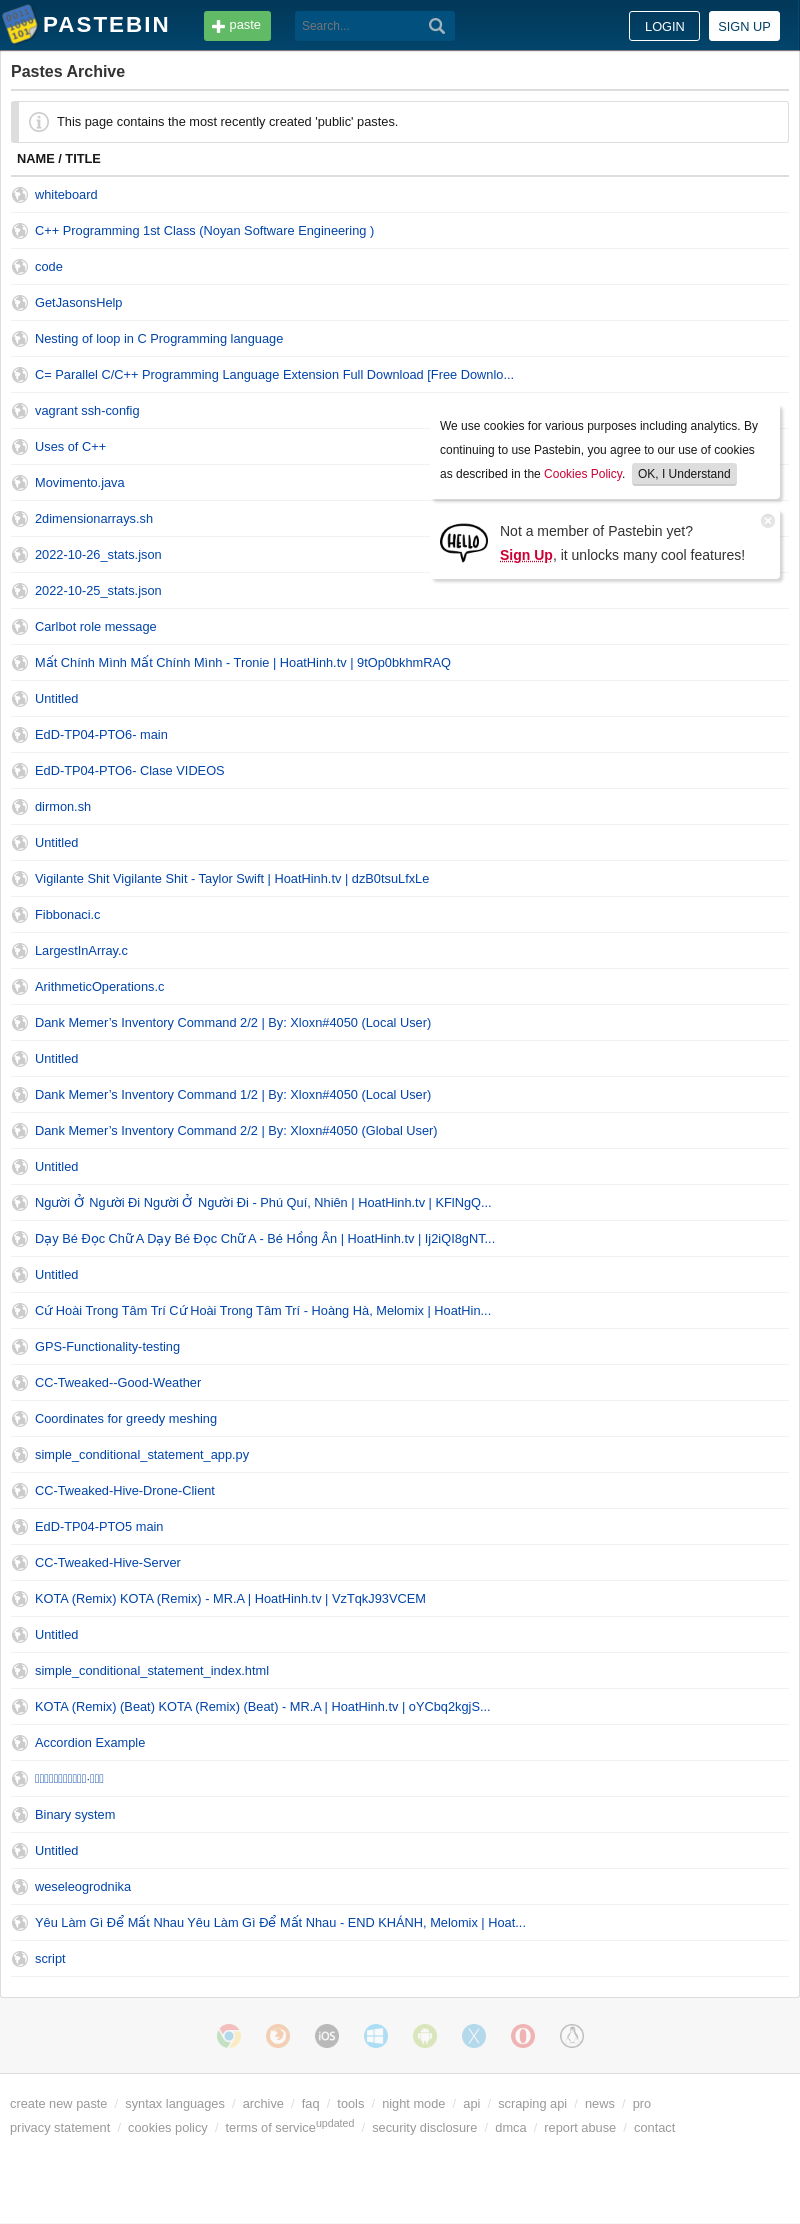 PASTEBIN
paste
Search...
LOGIN
SIGN UP
Pastes Archive
This page contains the most recently created 'public' pastes.
NAME / TITLE
whiteboard
C++ Programming 1st Class (Noyan Software Engineering )
code
GetJasonsHelp
Nesting of loop in C Programming language
C= Parallel C/C++ Programming Language Extension Full Download [Free Downlo...
vagrant ssh-config
Uses of C++
Movimento.java
2dimensionarrays.sh
2022-10-26_stats.json
2022-10-25_stats.json
We use cookies for various purposes including analytics. By
continuing to use Pastebin, you agree to our use of cookies
as described in the Cookies Policy. OK, I Understand
HELLO
Not a member of Pastebin yet?
Sign Up, it unlocks many cool features!
Carlbot role message
Mất Chính Mình Mất Chính Mình - Tronie | HoatHinh.tv | 9tOp0bkhmRAQ
Untitled
EdD-TP04-PTO6- main
EdD-TP04-PTO6- Clase VIDEOS
dirmon.sh
Untitled
Vigilante Shit Vigilante Shit - Taylor Swift | HoatHinh.tv | dzB0tsuLfxLe
Fibbonaci.c
LargestInArray.c
ArithmeticOperations.c
Dank Memer’s Inventory Command 2/2 | By: Xloxn#4050 (Local User)
Untitled
Dank Memer’s Inventory Command 1/2 | By: Xloxn#4050 (Local User)
Dank Memer’s Inventory Command 2/2 | By: Xloxn#4050 (Global User)
Untitled
Người Ở Người Đi Người Ở Người Đi - Phú Quí, Nhiên | HoatHinh.tv | KFlNgQ...
Dạy Bé Đọc Chữ A Dạy Bé Đọc Chữ A - Bé Hồng Ân | HoatHinh.tv | Ij2iQI8gNT...
Untitled
Cứ Hoài Trong Tâm Trí Cứ Hoài Trong Tâm Trí - Hoàng Hà, Melomix | HoatHin...
GPS-Functionality-testing
CC-Tweaked--Good-Weather
Coordinates for greedy meshing
simple_conditional_statement_app.py
CC-Tweaked-Hive-Drone-Client
EdD-TP04-PTO5 main
CC-Tweaked-Hive-Server
KOTA (Remix) KOTA (Remix) - MR.A | HoatHinh.tv | VzTqkJ93VCEM
Untitled
simple_conditional_statement_index.html
KOTA (Remix) (Beat) KOTA (Remix) (Beat) - MR.A | HoatHinh.tv | oYCbq2kgjS...
Accordion Example
Binary system
Untitled
weseleogrodnika
Yêu Làm Gì Để Mất Nhau Yêu Làm Gì Để Mất Nhau - END KHÁNH, Melomix | Hoat...
script
iOS
create new paste / syntax languages / archive / faq / tools / night mode / api / scraping api / news / pro
privacy statement / cookies policy / terms of service updated / security disclosure / dmca / report abuse / contact